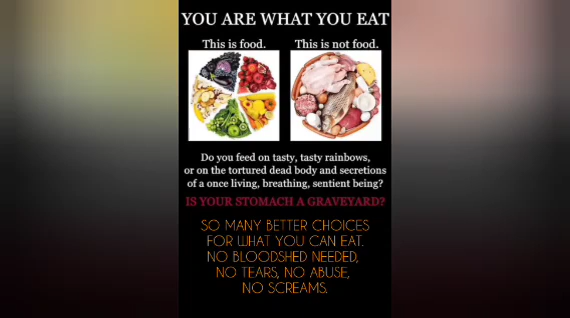 YOU ARE WHAT YOU EAT
This is food. This is not food.
Do you feed on tasty, tasty rainbows,
or on the tortured dead body and secretions
of a once living, breathing, sentient being?
IS YOUR STOMACH A GRAVEYARD?
SO MANY BETTER CHOICES
FOR WHAT YOU CAN EAT.
NO BLOODSHED NEEDED,
NO TEARS, NO ABUSE,
NO SCREAMS.